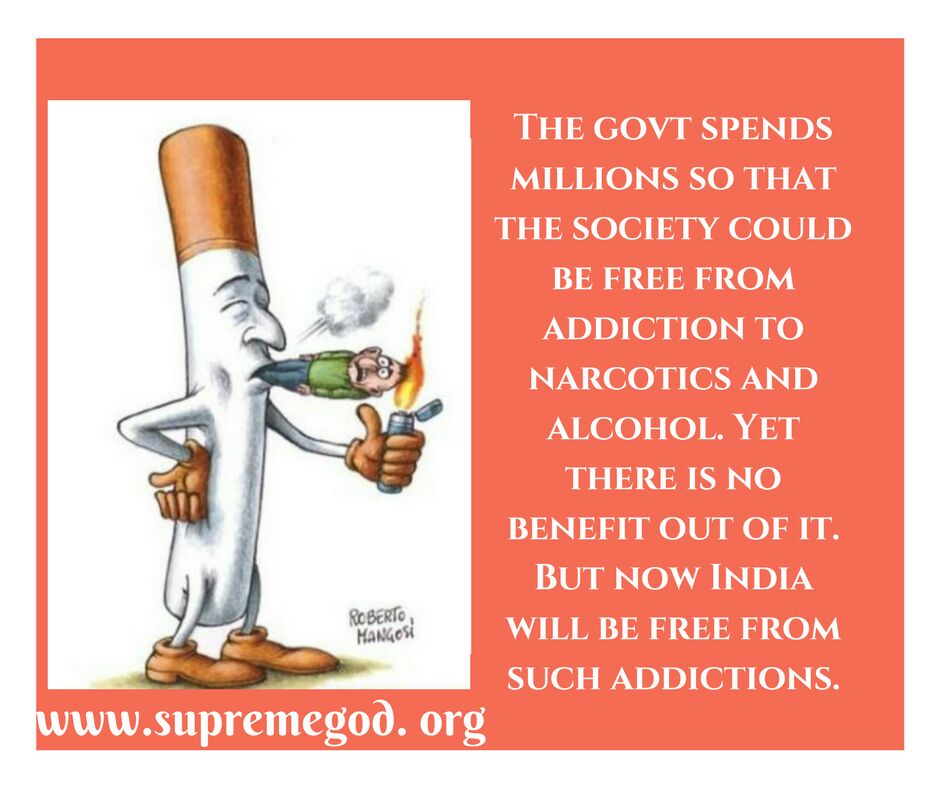 The govt spends
millions so that
the society could
be free from
addiction to
narcotics and
alcohol. Yet
there is no
benefit out of it.
But now India
will be free from
such addictions.
Roberto
Mangosi
www.supremegod. org